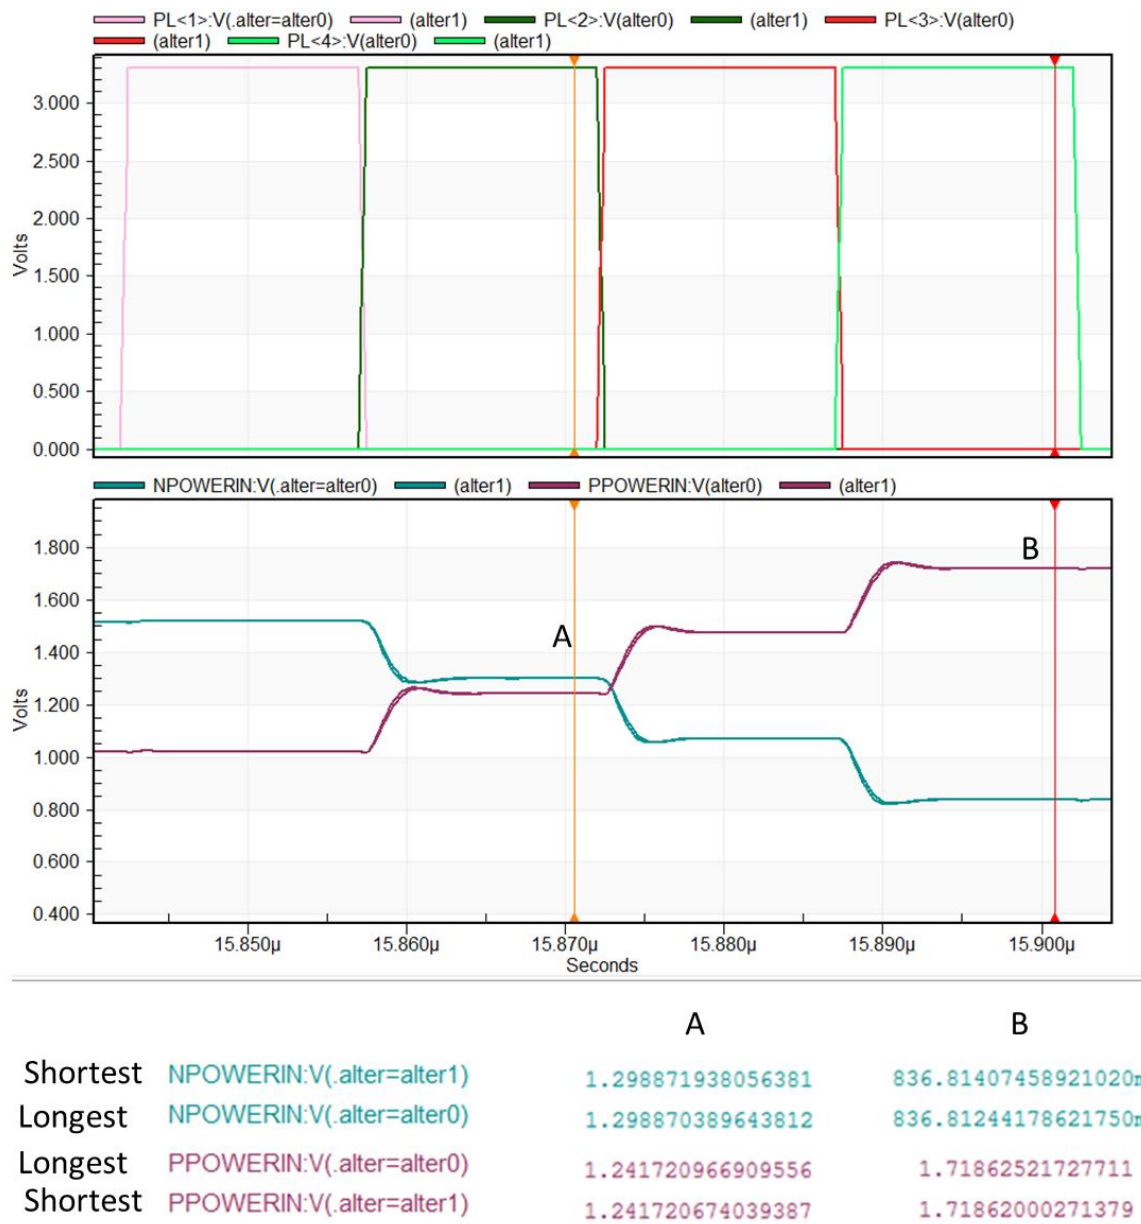 PL<1>:V(.alter=alter0) (alter1) PL<2>:V(alter0) (alter1) PL<3>:V(alter0)
(alter1) PL<4>:V(alter0) (alter1)
3.000
2.500
2.000
1.500
1.000
0.500
0.000
Volts
NPOWERIN:V(.alter=alter0) (alter1) PPOWERIN:V(alter0) (alter1)
1.800
1.600
1.400
1.200
1.000
0.800
0.600
0.400
Volts
A
B
15.850μ 15.860μ 15.870μ 15.880μ 15.890μ 15.900μ
Seconds
A B
Shortest NPOWERIN:V(.alter=alter1) 1.298871938056381 836.81407458921020m
Longest NPOWERIN:V(.alter=alter0) 1.298870389643812 836.81244178621750m
Longest PPOWERIN:V(.alter=alter0) 1.241720966909556 1.71862521727711
Shortest PPOWERIN:V(.alter=alter1) 1.241720674039387 1.71862000271379